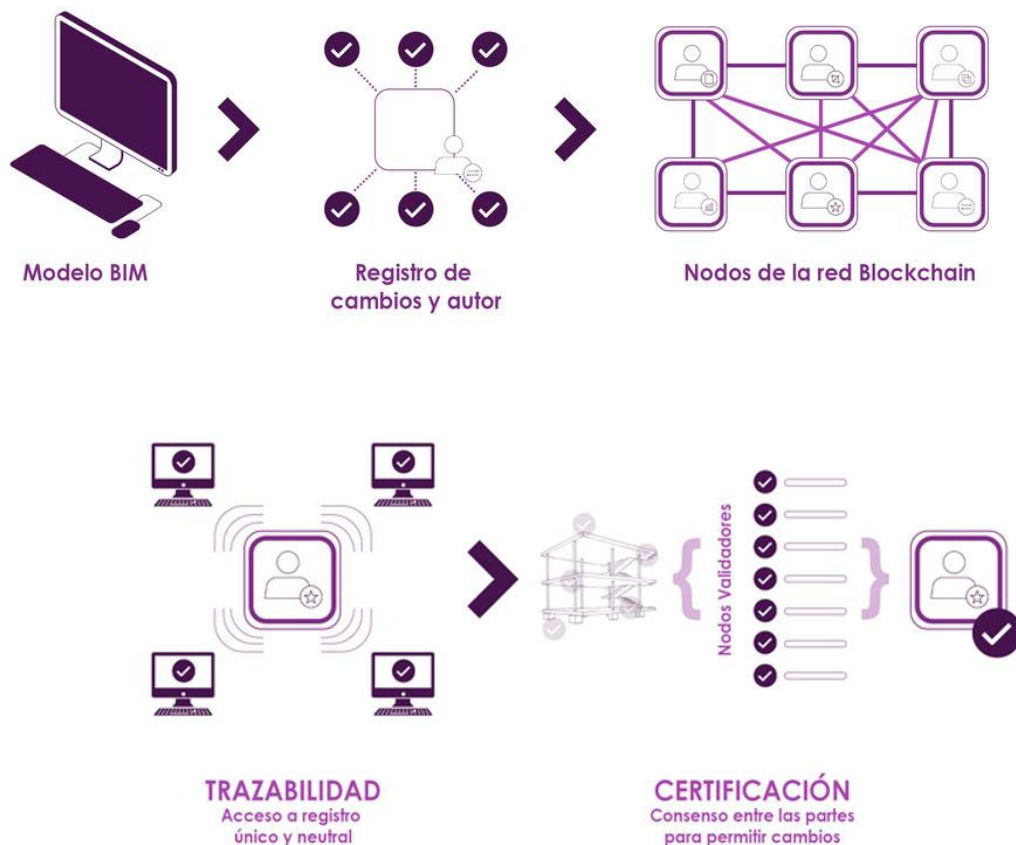 Modelo BIM
Registro de
cambios y autor
Nodos de la red Blockchain
Nodos Validadores
TRAZABILIDAD
Acceso a registro
único y neutral
CERTIFICACIÓN
Consenso entre las partes
para permitir cambios